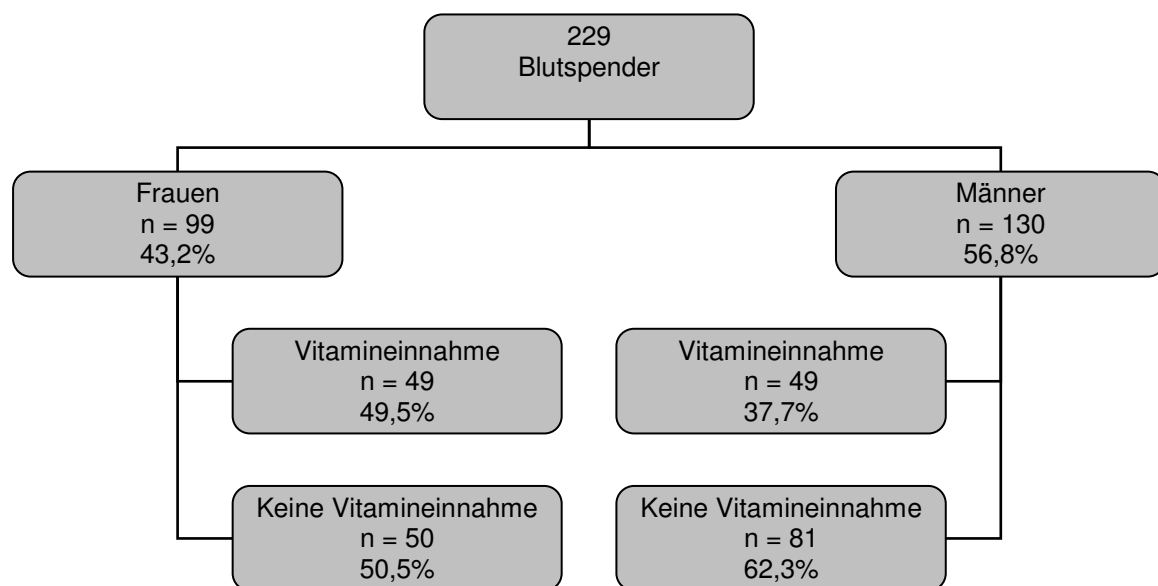 229
Blutspender
Frauen
n = 99
43,2%
Männer
n = 130
56,8%
Vitamineinnahme
n = 49
49,5%
Vitamineinnahme
n = 49
37,7%
Keine Vitamineinnahme
n = 50
50,5%
Keine Vitamineinnahme
n = 81
62,3%